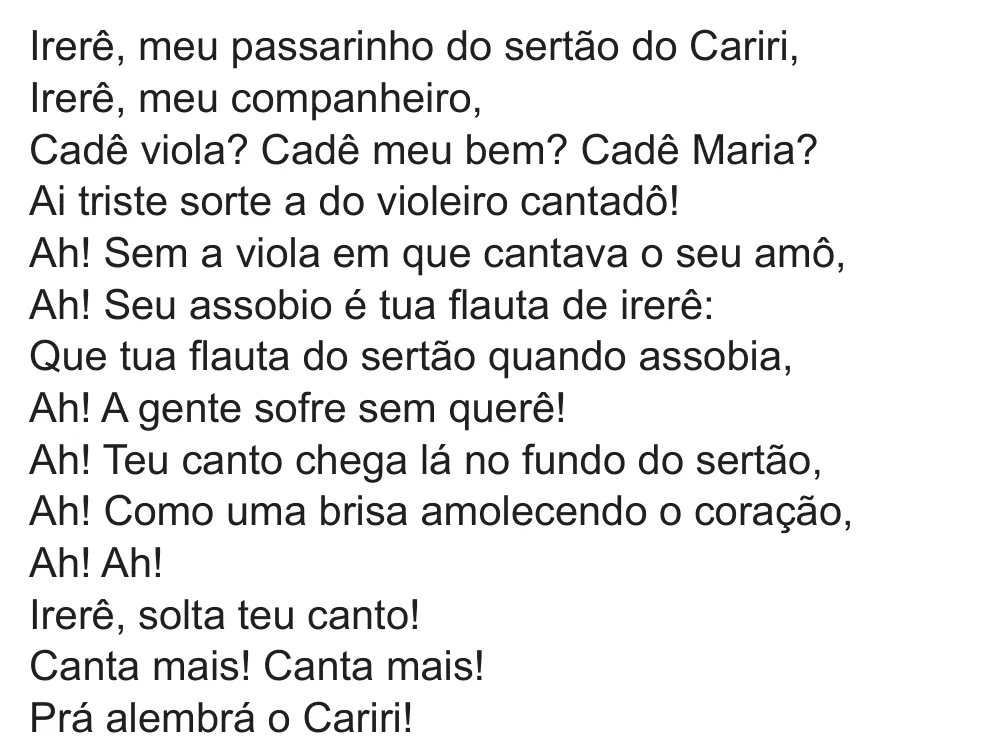 Irerê, meu passarinho do sertão do Cariri,
Irerê, meu companheiro,
Cadê viola? Cadê meu bem? Cadê Maria?
Ai triste sorte a do violeiro cantadô!
Ah! Sem a viola em que cantava o seu amô,
Ah! Seu assobio é tua flauta de irerê:
Que tua flauta do sertão quando assobia,
Ah! A gente sofre sem querê!
Ah! Teu canto chega lá no fundo do sertão,
Ah! Como uma brisa amolecendo o coração,
Ah! Ah!
Irerê, solta teu canto!
Canta mais! Canta mais!
Prá alembrá o Cariri!